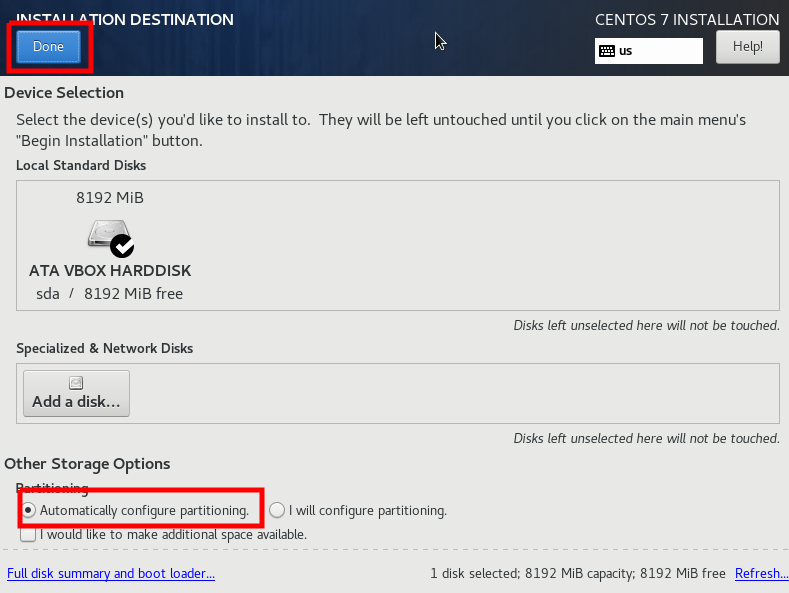 INSTALLATION DESTINATION
CENTOS 7 INSTALLATION
Done
us
Help!
Device Selection
Select the device(s) you'd like to install to.  They will be left untouched until you click on the main menu's
"Begin Installation" button.
Local Standard Disks
8192 MiB
ATA VBOX HARDDISK
sda / 8192 MiB free
Disks left unselected here will not be touched.
Specialized & Network Disks
Add a disk...
Disks left unselected here will not be touched.
Other Storage Options
Partitioning
Automatically configure partitioning. I will configure partitioning.
I would like to make additional space available.
Full disk summary and boot loader... 1 disk selected; 8192 MiB capacity; 8192 MiB free Refresh...